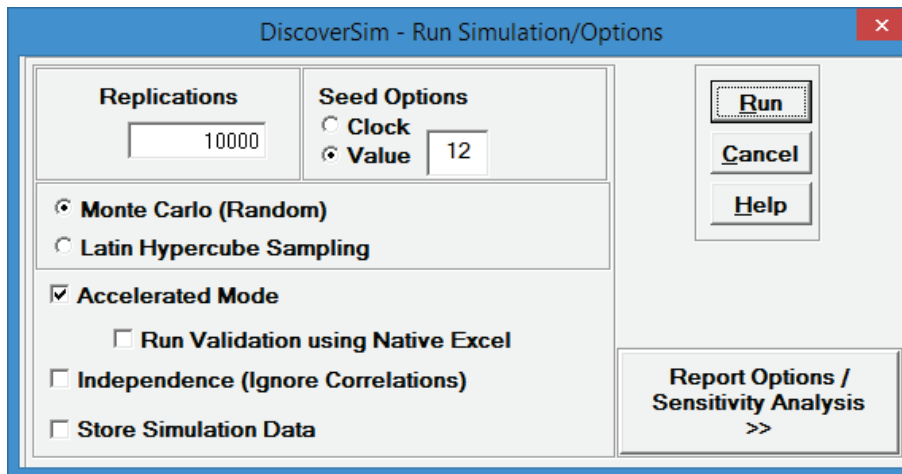 DiscoverSim - Run Simulation/Options
×
Replications
10000
Seed Options
Clock
Value 12
Run
Cancel
Help
Monte Carlo (Random)
Latin Hypercube Sampling
Accelerated Mode
Run Validation using Native Excel
Independence (Ignore Correlations)
Store Simulation Data
Report Options /
Sensitivity Analysis
>>